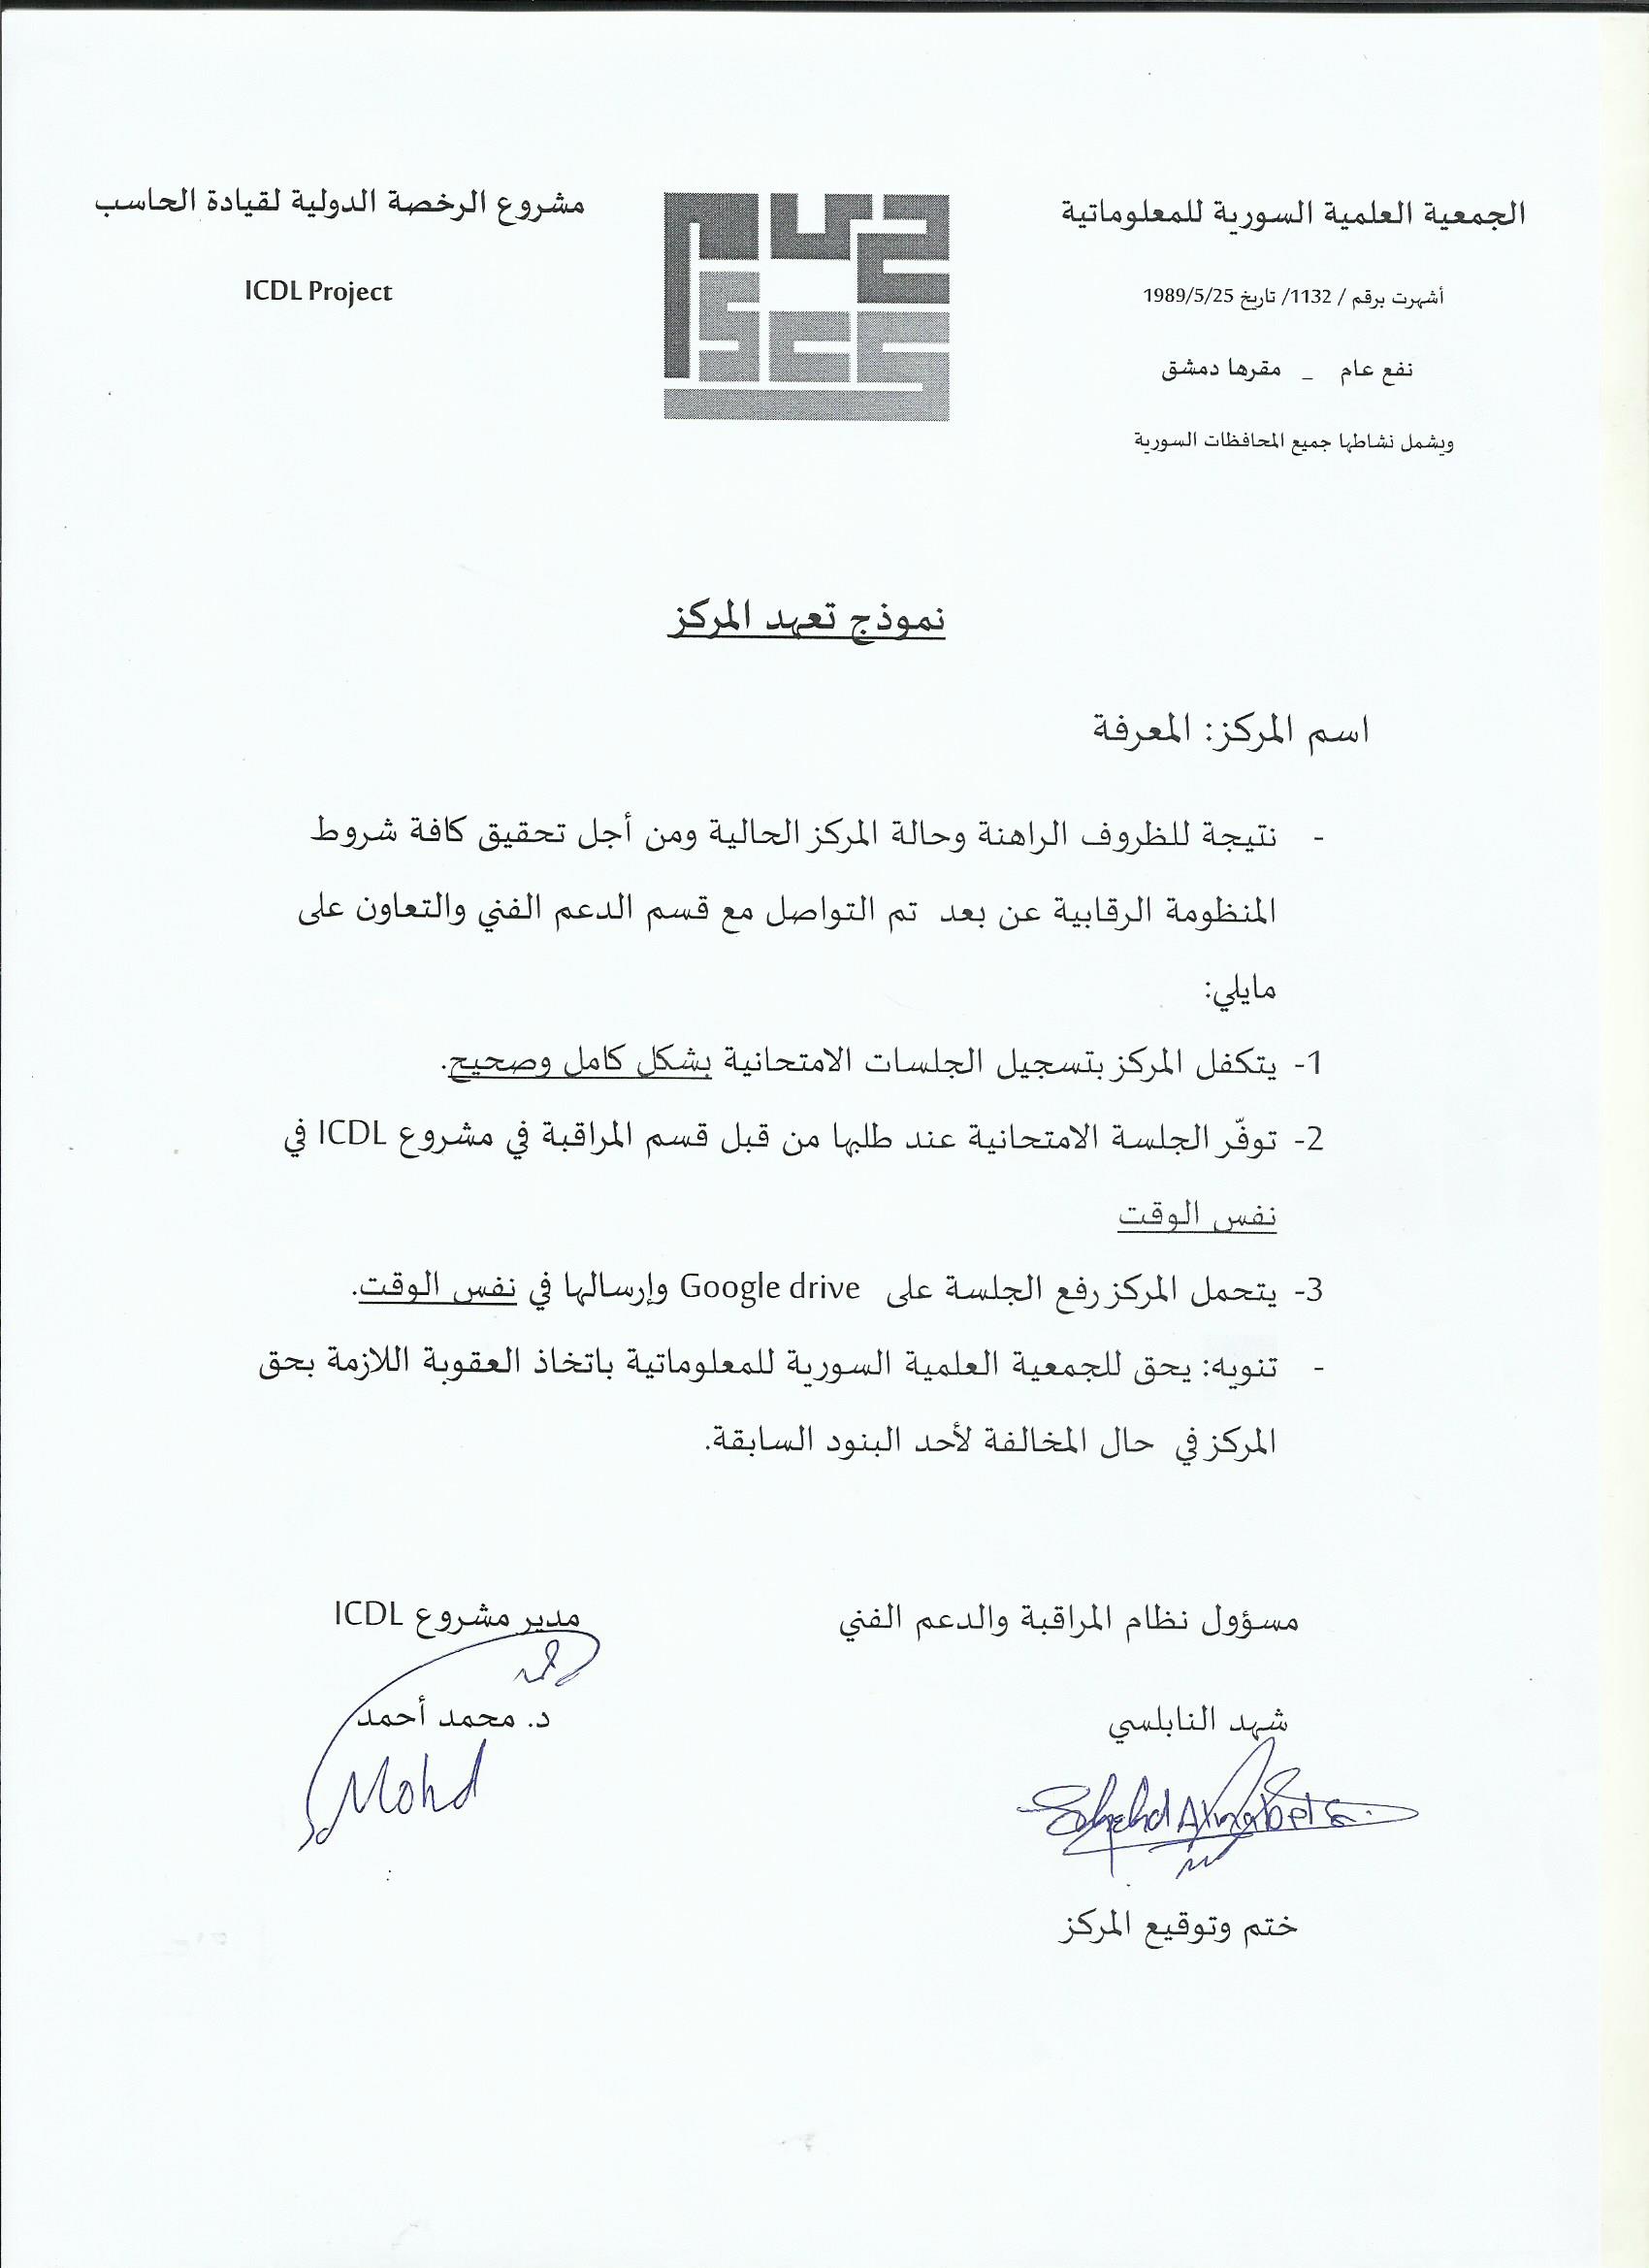 الجمعية العلمية السورية للمعلوماتية
أشهرت برقم / 1132/ تاريخ 1989/5/25
نفع عام _ مقرها دمشق
ويشمل نشاطها جميع المحافظات السورية
مشروع الرخصة الدولية لقيادة الحاسب
ICDL Project
نموذج تعهد المركز
اسم المركز: المعرفة
- نتيجة للظروف الراهنة وحالة المركز الحالية ومن أجل تحقيق كافة شروط
المنظومة الرقابية عن بعد تم التواصل مع قسم الدعم الفني والتعاون على
مايلي:
1- يتكفل المركز بتسجيل الجلسات الامتحانية بشكل كامل وصحيح.
2- توفّر الجلسة الامتحانية عند طلبها من قبل قسم المراقبة في مشروع ICDL في
نفس الوقت
3- يتحمل المركز رفع الجلسة على Google drive وإرسالها في نفس الوقت.
- تنويه: يحق للجمعية العلمية السورية للمعلوماتية باتخاذ العقوبة اللازمة بحق
المركز في حال المخالفة لأحد البنود السابقة.
مسؤول نظام المراقبة والدعم الفني
شهد النابلسي
مدير مشروع ICDL
د. محمد أحمد
Mohd
ختم وتوقيع المركز